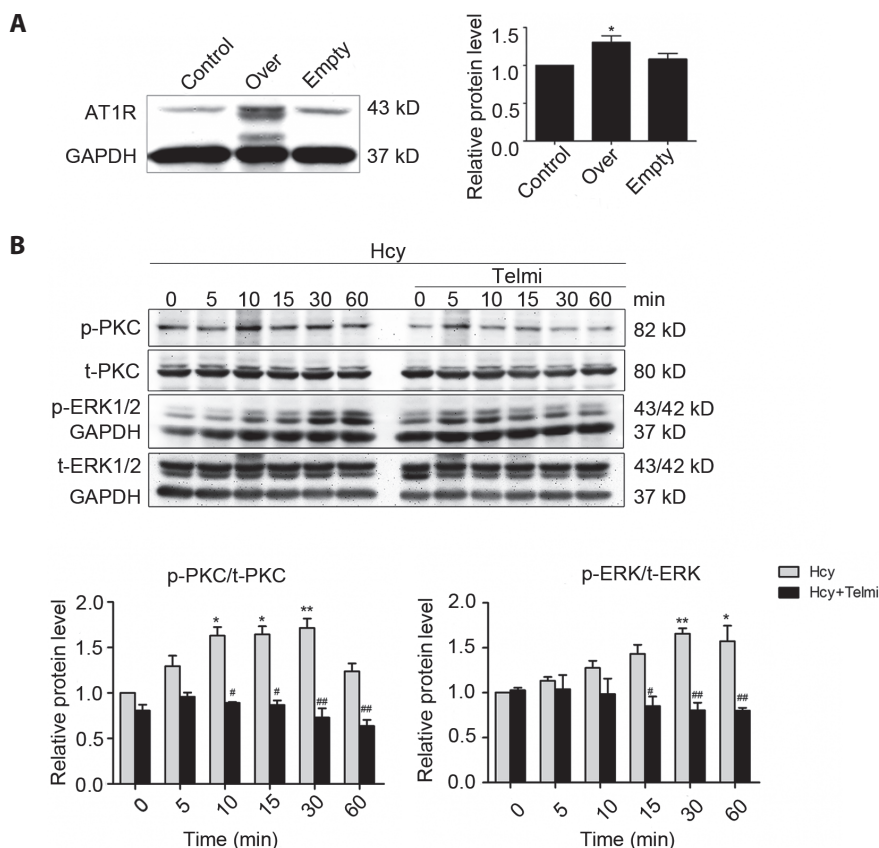 A
Control Over Empty
AT1R 43 kD
GAPDH 37 kD
Relative protein level
1.5
1.0
0.5
0.0
*
Control Over Empty
B
Hcy
Telmi
0 5 10 15 30 60 0 5 10 15 30 60 min
p-PKC 82 kD
t-PKC 80 kD
p-ERK1/2 43/42 kD
GAPDH 37 kD
t-ERK1/2 43/42 kD
GAPDH 37 kD
p-PKC/t-PKC
Relative protein level
2.0
1.5
1.0
0.5
0.0
* * **
# # ## ##
0 5 10 15 30 60
Time (min)
p-ERK/t-ERK
Relative protein level
2.0
1.5
1.0
0.5
0.0
** *
# ## ##
0 5 10 15 30 60
Time (min)
Hcy
Hcy+Telmi